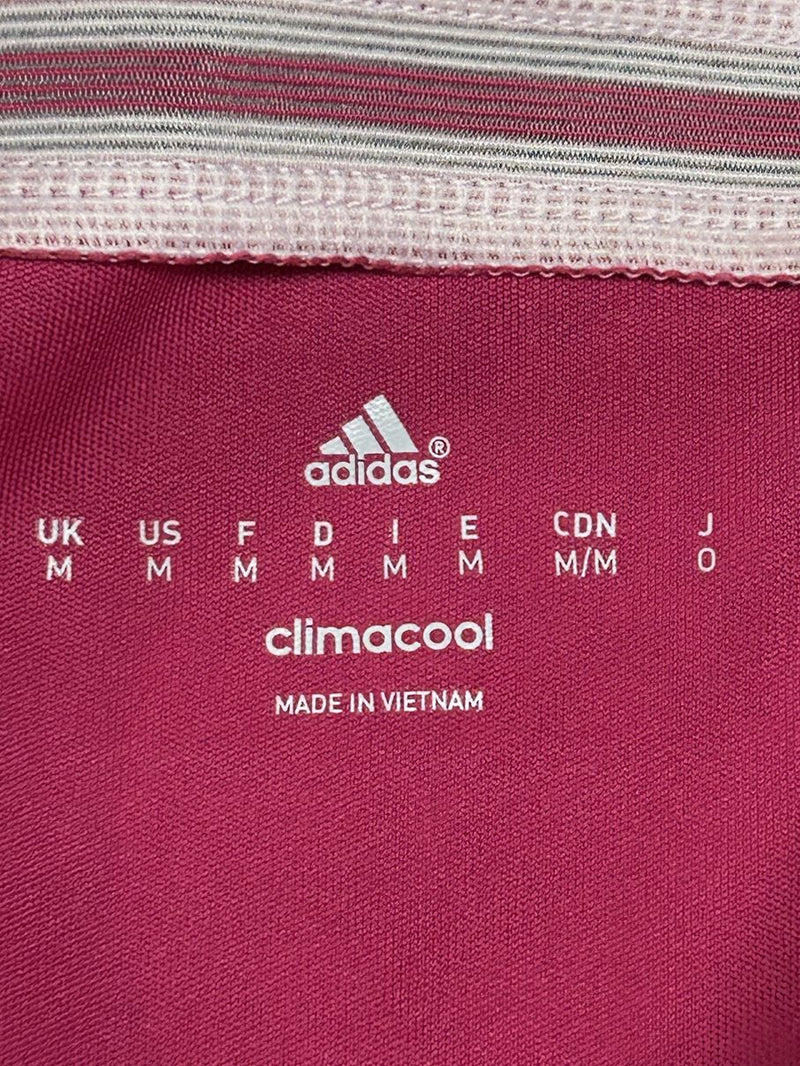 adidas®
UK US F D I E CDN J
M M M M M M M/M O
climacool
MADE IN VIETNAM